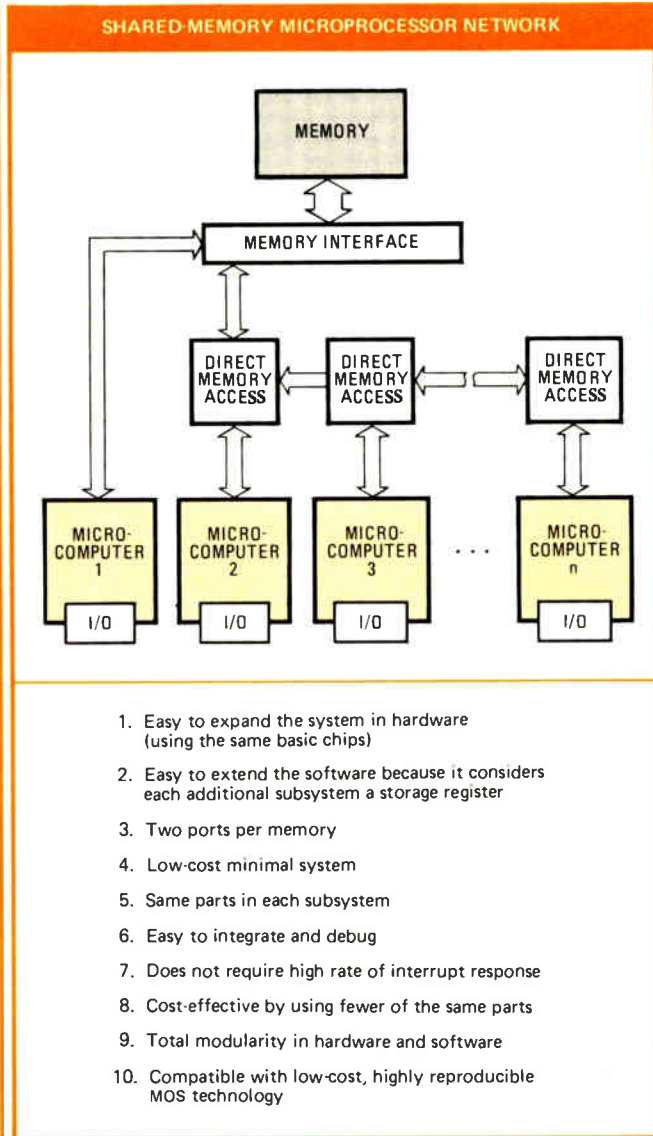 SHARED-MEMORY MICROPROCESSOR NETWORK
MEMORY
MEMORY INTERFACE
DIRECT
MEMORY
ACCESS
DIRECT
MEMORY
ACCESS
DIRECT
MEMORY
ACCESS
MICRO-
COMPUTER
1
I/O
MICRO-
COMPUTER
2
I/O
MICRO-
COMPUTER
3
I/O
. . .
MICRO-
COMPUTER
n
I/O
1. Easy to expand the system in hardware
(using the same basic chips)
2. Easy to extend the software because it considers
each additional subsystem a storage register
3. Two ports per memory
4. Low-cost minimal system
5. Same parts in each subsystem
6. Easy to integrate and debug
7. Does not require high rate of interrupt response
8. Cost-effective by using fewer of the same parts
9. Total modularity in hardware and software
10. Compatible with low-cost, highly reproducible
MOS technology